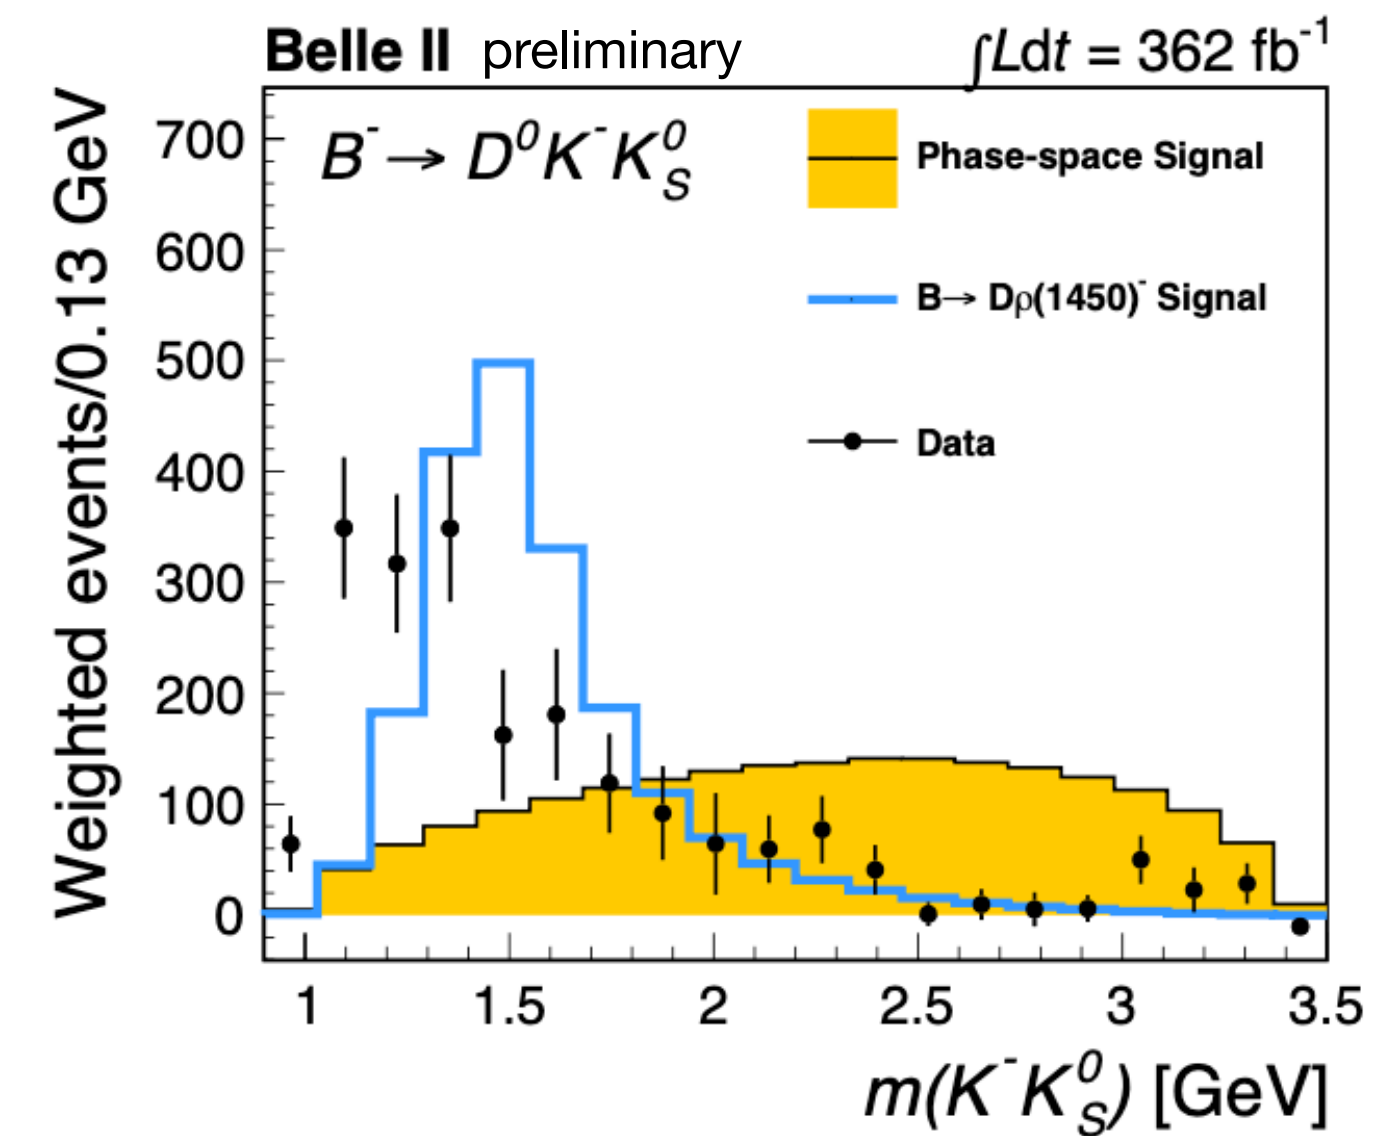 Belle II preliminary ∫Ldt = 362 fb⁻¹
B⁻ → D⁰K⁻K⁰_S
Phase-space Signal
B→ Dρ(1450)⁻ Signal
Data
Weighted events/0.13 GeV
700
600
500
400
300
200
100
0
1 1.5 2 2.5 3 3.5
m(K⁻K⁰_S) [GeV]